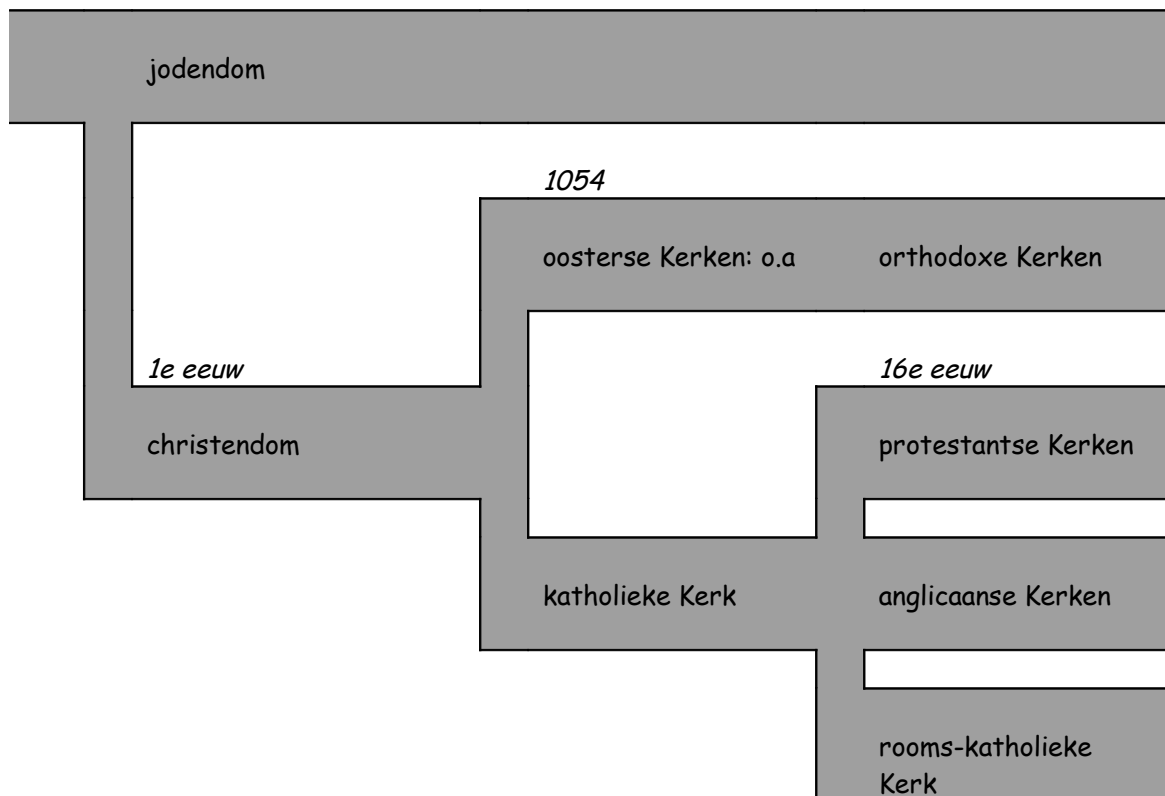 jodendom
1054
oosterse Kerken: o.a
orthodoxe Kerken
1e eeuw
16e eeuw
christendom
protestantse Kerken
katholieke Kerk
anglicaanse Kerken
rooms-katholieke
Kerk